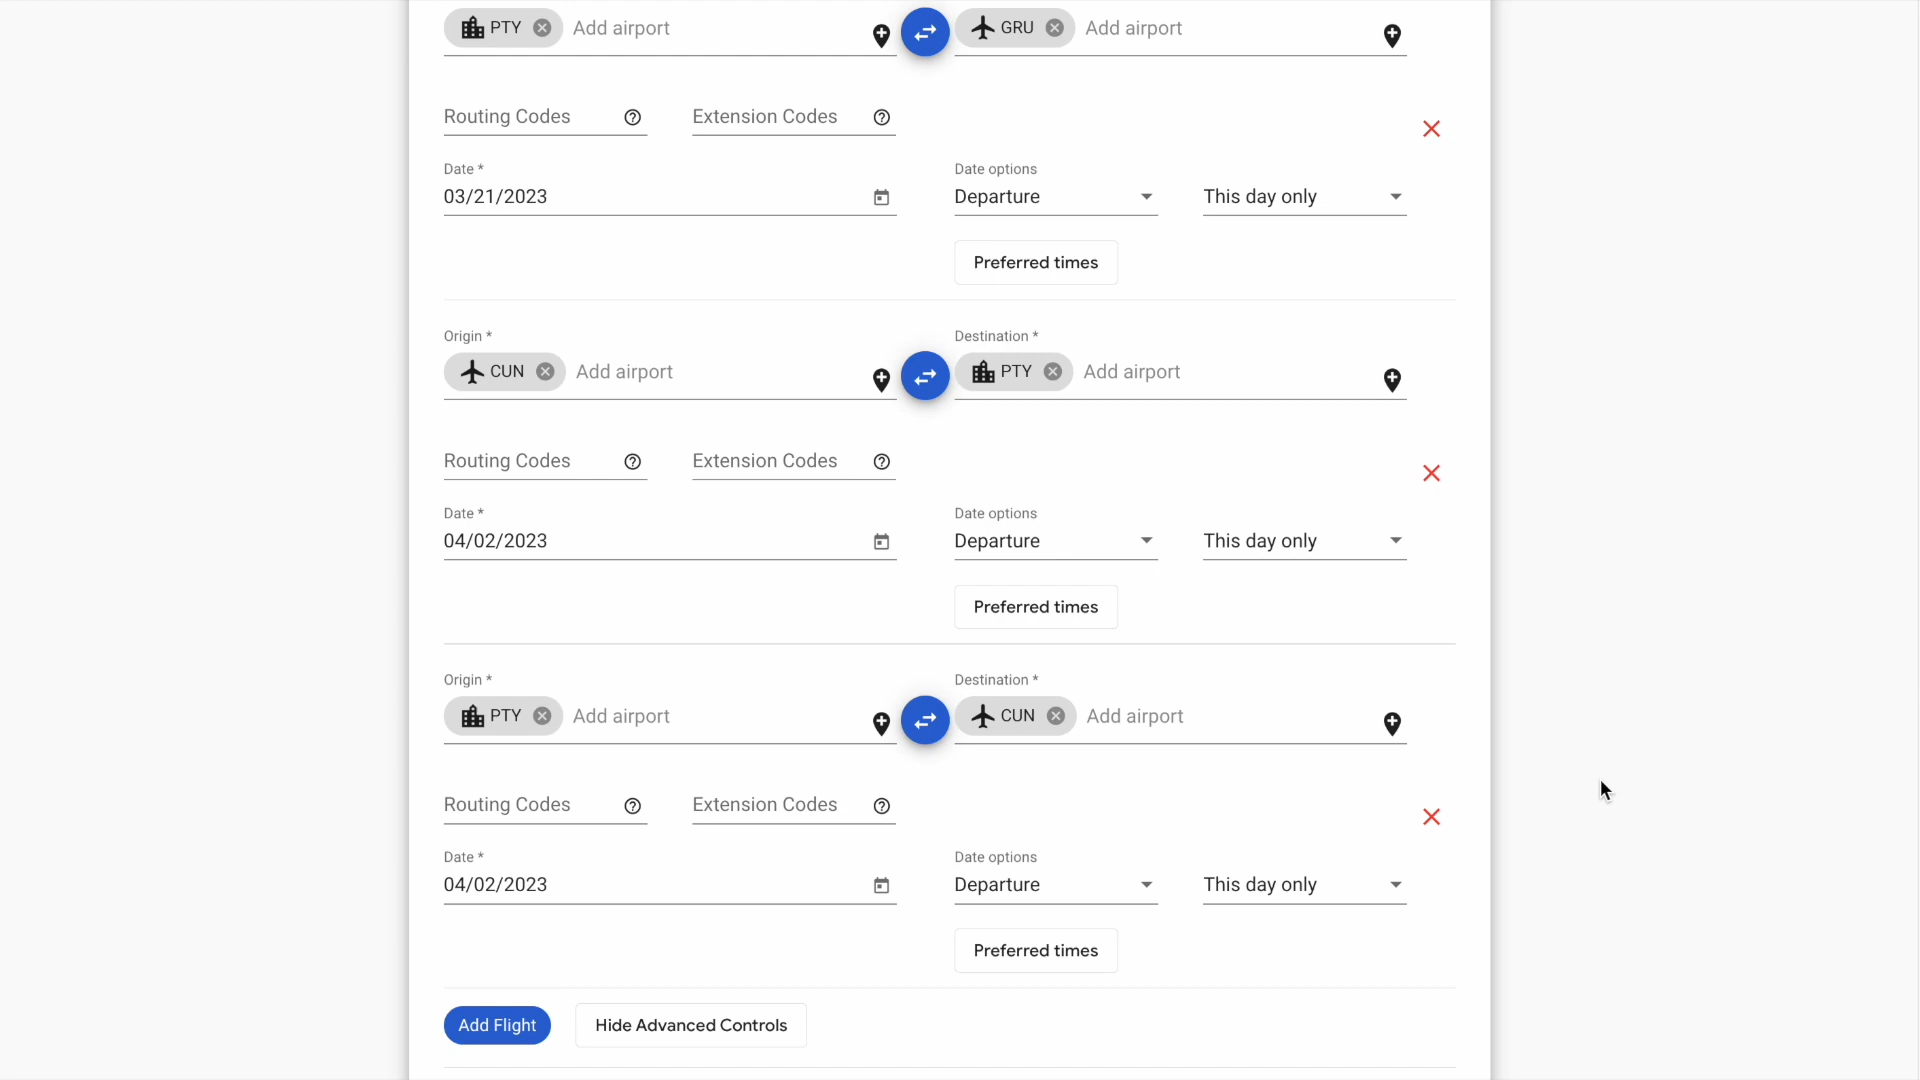 PTY Add airport GRU Add airport
Routing Codes Extension Codes
Date * Date options
03/21/2023 Departure This day only
Preferred times
Origin * Destination *
CUN Add airport PTY Add airport
Routing Codes Extension Codes
Date * Date options
04/02/2023 Departure This day only
Preferred times
Origin * Destination *
PTY Add airport CUN Add airport
Routing Codes Extension Codes
Date * Date options
04/02/2023 Departure This day only
Preferred times
Add Flight Hide Advanced Controls